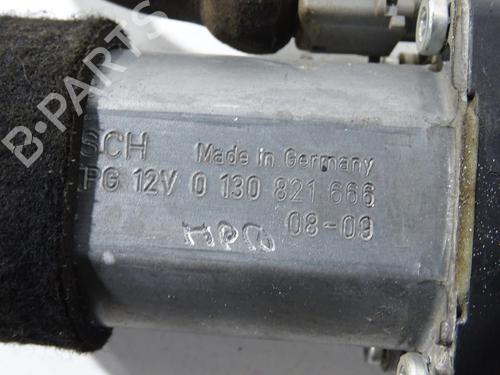 SCH Made in Germany
PG 12V 0 130 821 666
08-09
B-PARTS